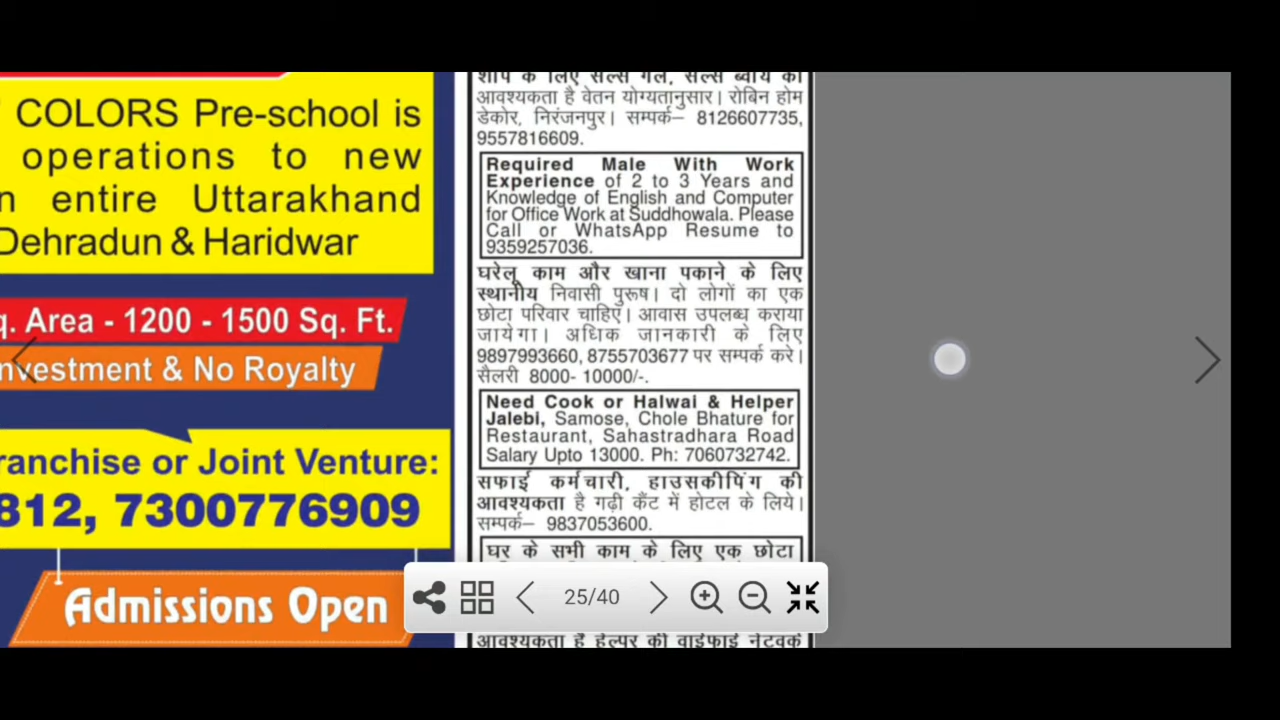 COLORS Pre-school is
operations to new
entire Uttarakhand
Dehradun & Haridwar
Area - 1200 - 1500 Sq. Ft.
& No Royalty
or Joint Venture:
812, 7300776909
Admissions Open
शॉप के लिए सेल्स गर्ल, सेल्स ब्वॉय की
आवश्यकता है वेतन योग्यतानुसार। रोबिन होम
डेकोर, निरंजनपुर। सम्पर्क– 8126607735,
9557816609.
Required Male With Work
Experience of 2 to 3 Years and
Knowledge of English and Computer
for Office Work at Suddhowala. Please
Call or WhatsApp Resume to
9359257036.
घरेलू काम और खाना पकाने के लिए
स्थानीय निवासी पुरूष। दो लोगों का एक
छोटा परिवार चाहिए। आवास उपलब्ध कराया
जायेगा। अधिक जानकारी के लिए
9897993660, 8755703677 पर सम्पर्क करे।
सैलरी 8000- 10000/-.
Need Cook or Halwai & Helper
Jalebi, Samose, Chole Bhature for
Restaurant, Sahastradhara Road
Salary Upto 13000. Ph: 7060732742.
सफाई कर्मचारी, हाउसकीपिंग की
आवश्यकता है गढ़ी कैंट में होटल के लिये।
सम्पर्क– 9837053600.
घर के सभी काम के लिए एक छोटा
25/40
आवश्यकता है हेल्पर की वाईफाई नेटवर्क